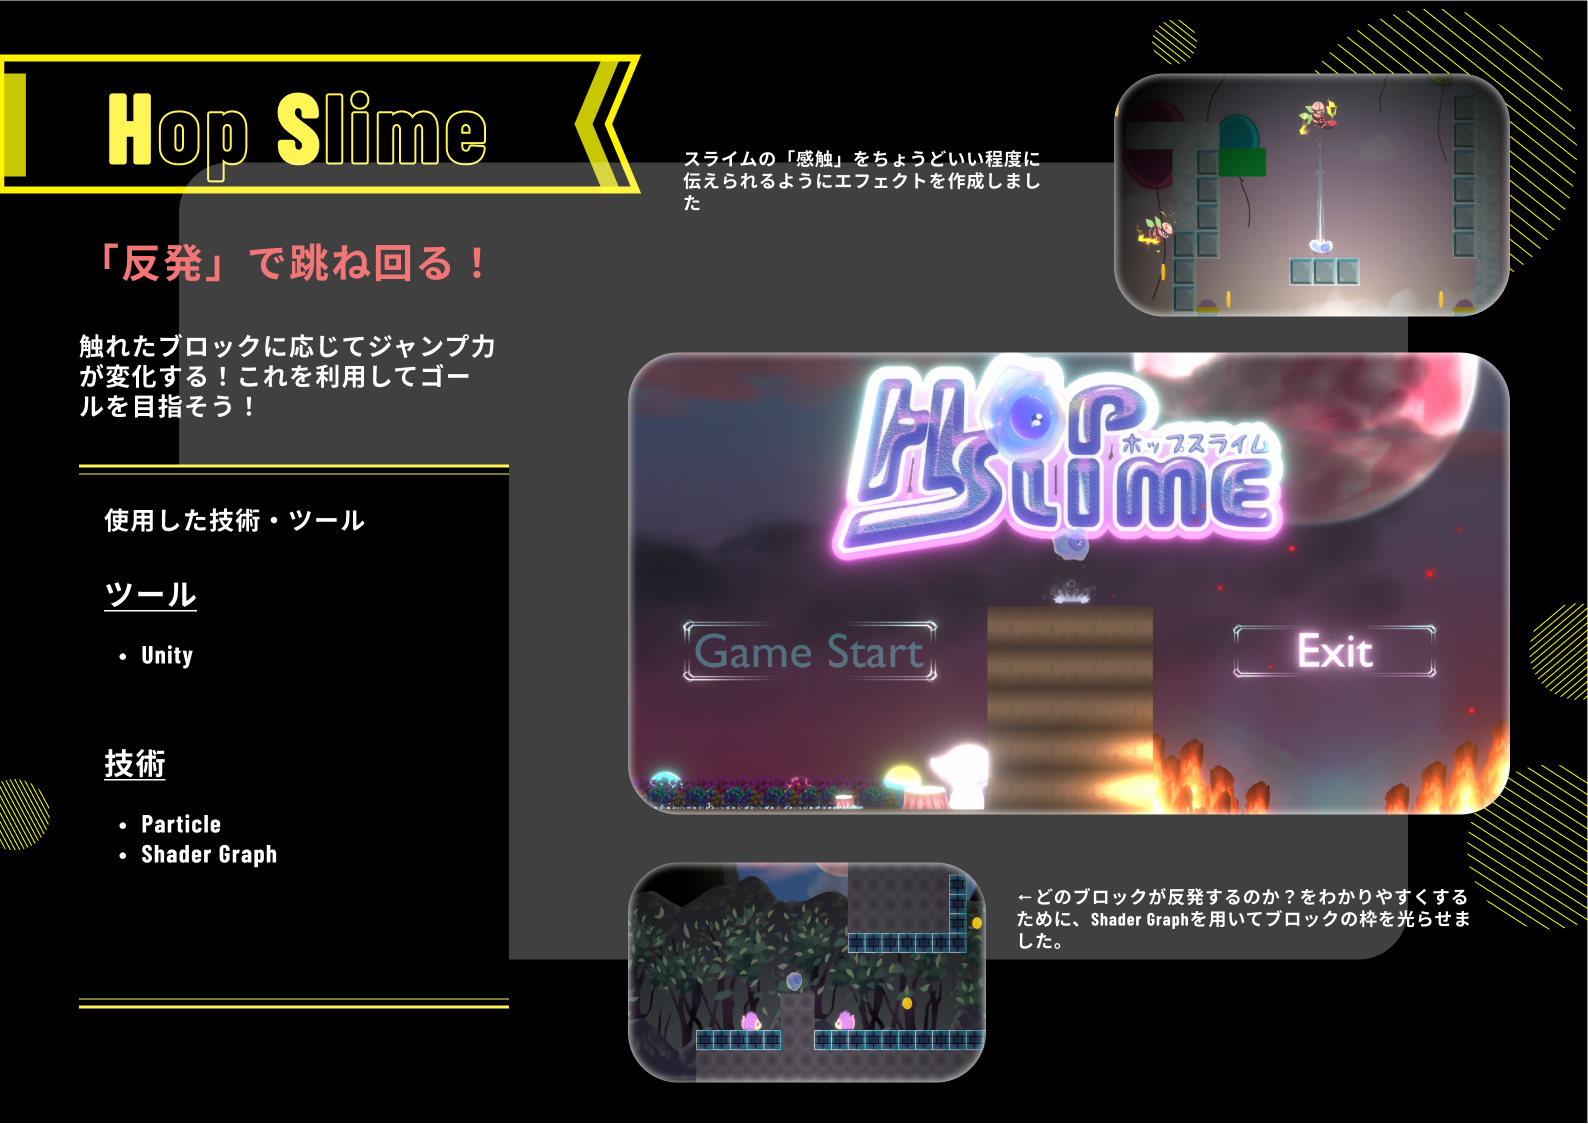 Hop Slime
スライムの「感触」をちょうどいい程度に
伝えられるようにエフェクトを作成しまし
た
「反発」で跳ね回る！
触れたブロックに応じてジャンプ力
が変化する！これを利用してゴー
ルを目指そう！
使用した技術・ツール
ツール
• Unity
技術
• Particle
• Shader Graph
HOP
ホップスライム
SLIME
Game Start
Exit
←どのブロックが反発するのか？をわかりやすくする
ために、Shader Graphを用いてブロックの枠を光らせま
した。